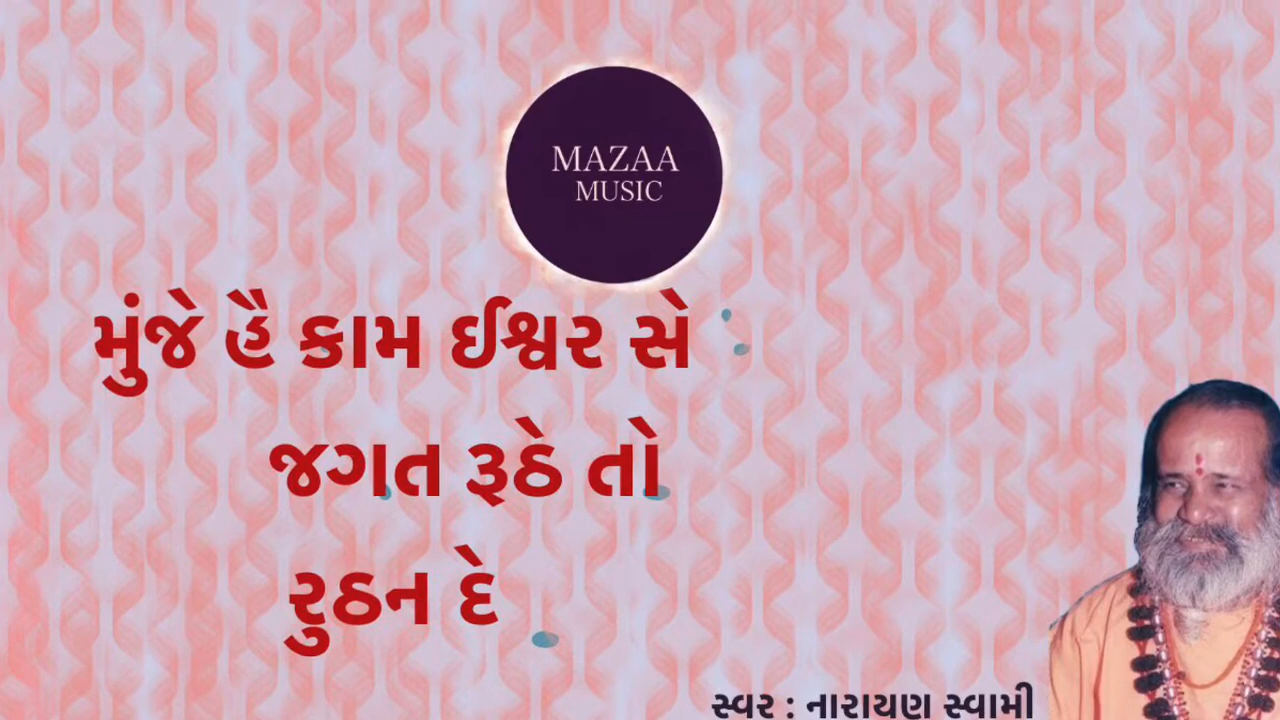 MAZAA
MUSIC
મુંજે હૈ કામ ઈશ્વર સે
જગત રૂઠે તો
રુઠન દે
સ્વર : નારાયણ સ્વામી